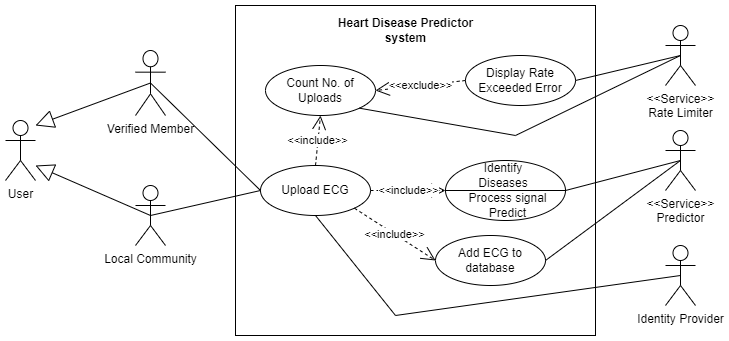 Heart Disease Predictor
system
Count No. of
Uploads
<<exclude>>
Display Rate
Exceeded Error
<<Service>>
Rate Limiter
Verified Member
<<include>>
User
Upload ECG
<<include>>
Identify
Diseases
Process signal
Predict
<<Service>>
Predictor
<<include>>
Add ECG to
database
Local Community
Identity Provider